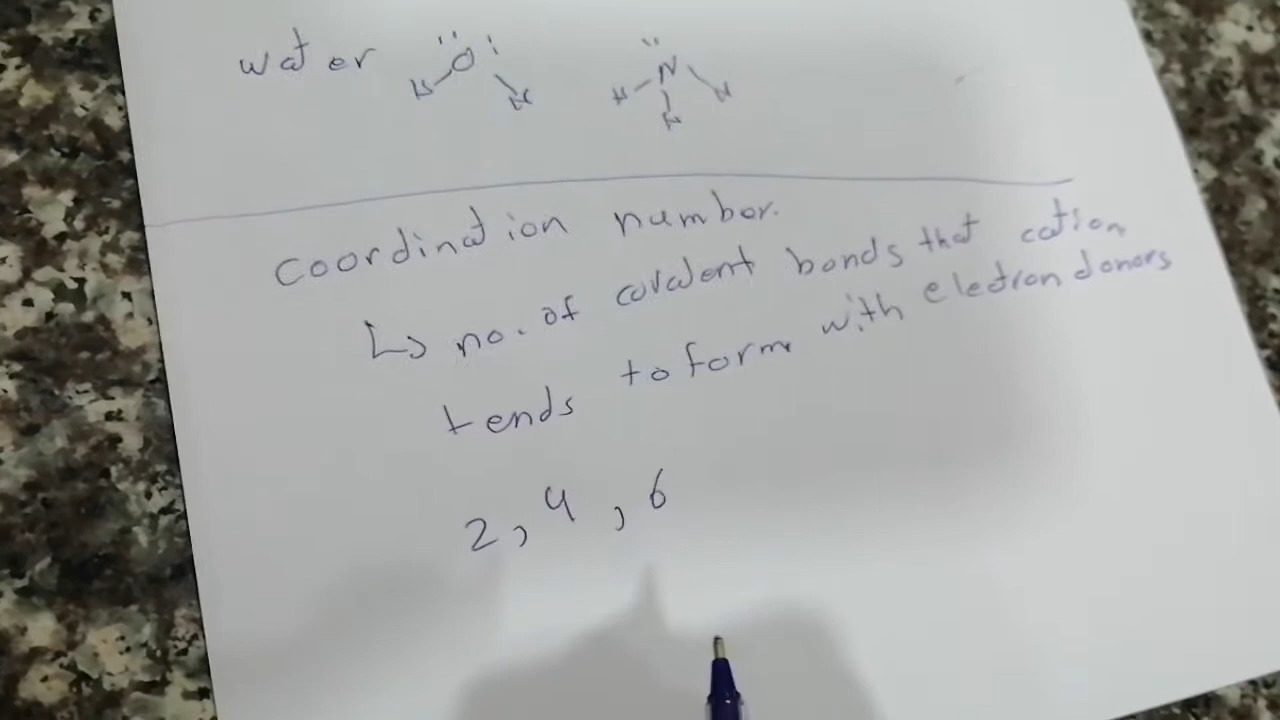 water H O H H N H H
coordination number.
↳ no. of covalent bonds that cation
tends to form with electron donors
2, 4, 6